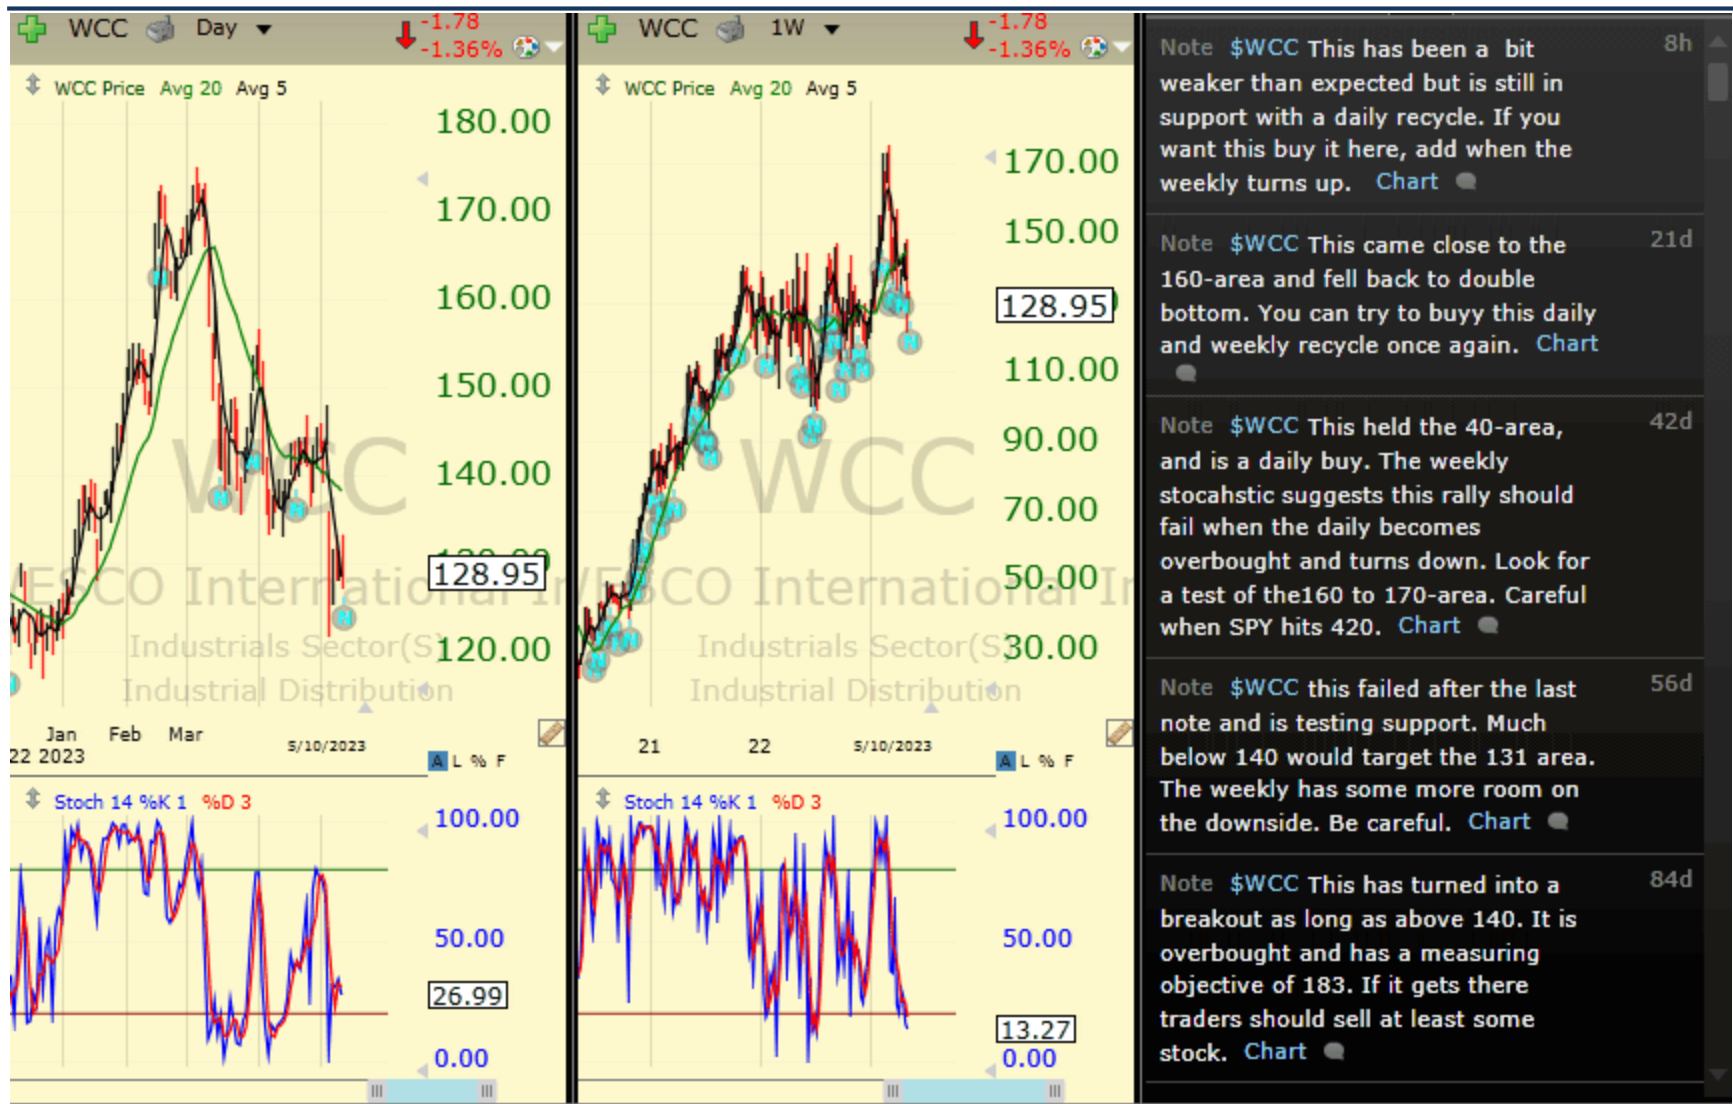 WCC Day
-1.78
-1.36%
WCC Price Avg 20 Avg 5
180.00
170.00
160.00
150.00
140.00
128.95
120.00
WCC
Industrials Sector(S)
Industrial Distribution
Jan Feb Mar 5/10/2023
22 2023
A L % F
Stoch 14 %K 1 %D 3
100.00
50.00
26.99
0.00
WCC 1W
-1.78
-1.36%
WCC Price Avg 20 Avg 5
170.00
150.00
128.95
110.00
90.00
70.00
50.00
30.00
WCC
ESCO International I
Industrials Sector(S)
Industrial Distribution
21 22 5/10/2023
A L % F
Stoch 14 %K 1 %D 3
100.00
50.00
13.27
0.00
Note $WCC This has been a bit 8h
weaker than expected but is still in
support with a daily recycle. If you
want this buy it here, add when the
weekly turns up. Chart
Note $WCC This came close to the 21d
160-area and fell back to double
bottom. You can try to buyy this daily
and weekly recycle once again. Chart
Note $WCC This held the 40-area, 42d
and is a daily buy. The weekly
stocahstic suggests this rally should
fail when the daily becomes
overbought and turns down. Look for
a test of the160 to 170-area. Careful
when SPY hits 420. Chart
Note $WCC this failed after the last 56d
note and is testing support. Much
below 140 would target the 131 area.
The weekly has some more room on
the downside. Be careful. Chart
Note $WCC This has turned into a 84d
breakout as long as above 140. It is
overbought and has a measuring
objective of 183. If it gets there
traders should sell at least some
stock. Chart